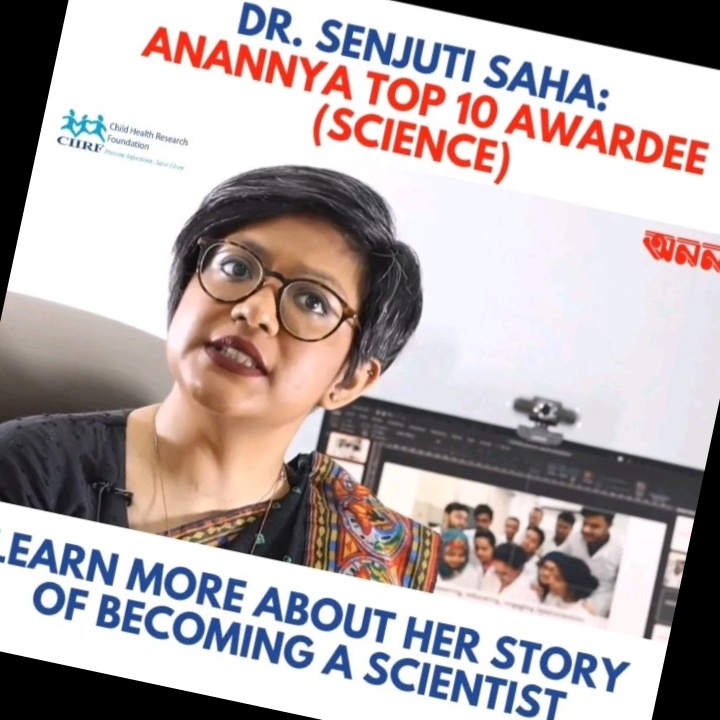 DR. SENJUTI SAHA:
ANANNYA TOP 10 AWARDEE
(SCIENCE)
Child Health Research
Foundation
CHRF
অনন
LEARN MORE ABOUT HER STORY
OF BECOMING A SCIENTIST